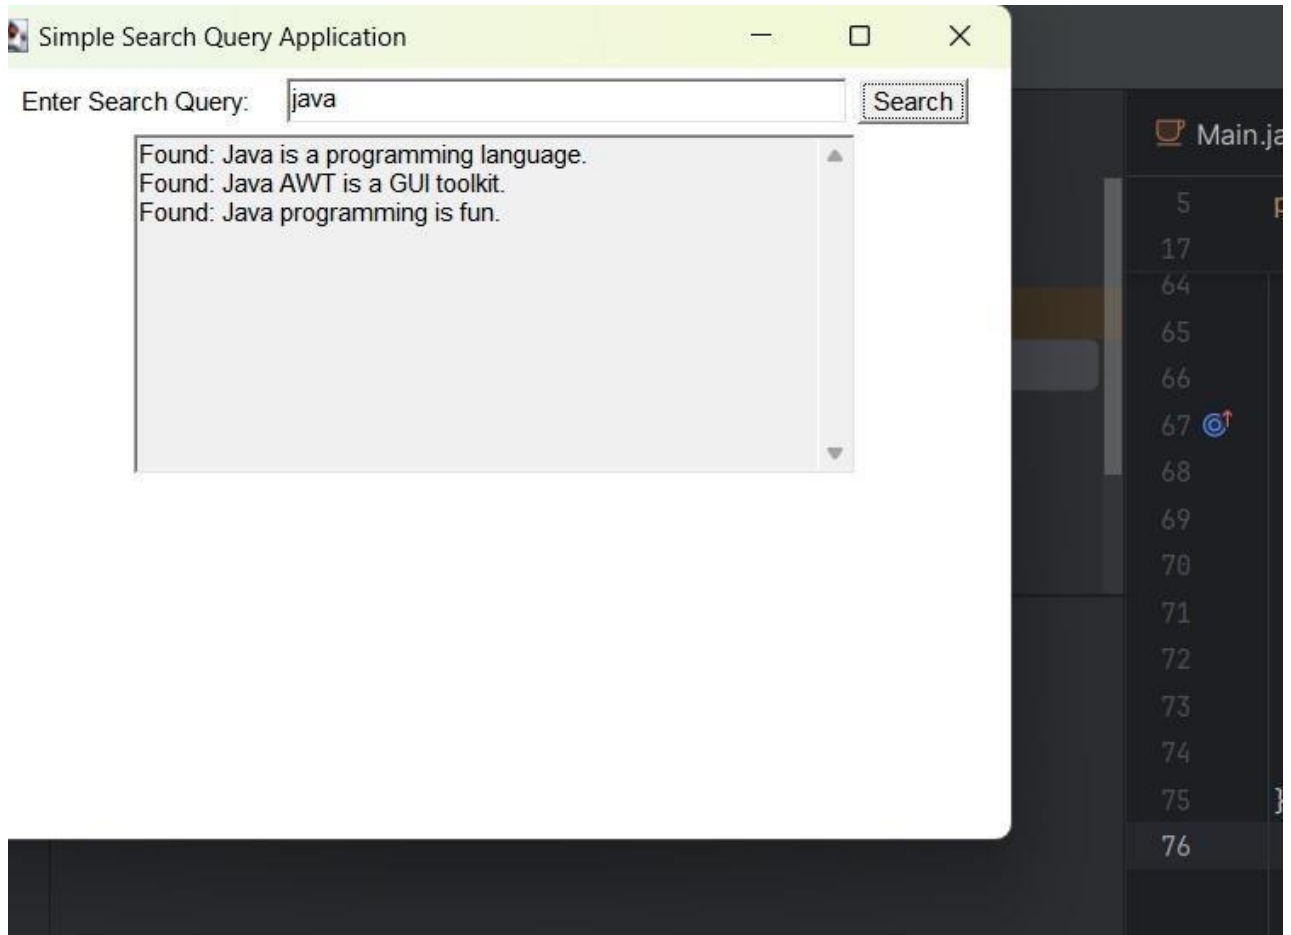 Simple Search Query Application
Enter Search Query:
java
Search
Found: Java is a programming language.
Found: Java AWT is a GUI toolkit.
Found: Java programming is fun.
Main.ja
5
17
64
65
66
67
68
69
70
71
72
73
74
75 }
76